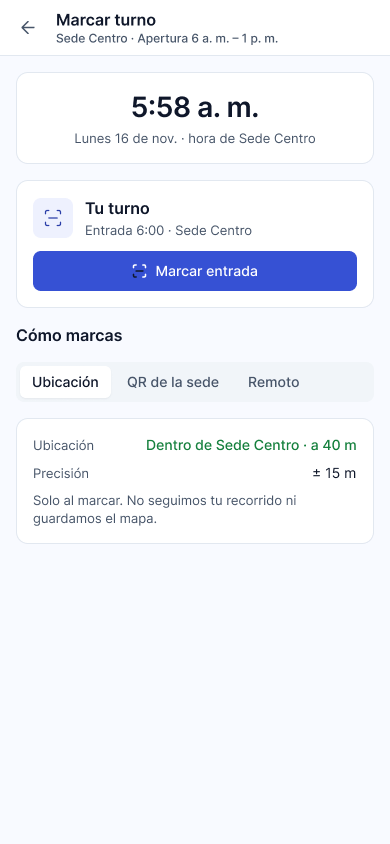 Marcar turno
Sede Centro · Apertura 6 a. m. – 1 p. m.
5:58 a. m.
Lunes 16 de nov. · hora de Sede Centro
Tu turno
Entrada 6:00 · Sede Centro
Marcar entrada
Cómo marcas
Ubicación
QR de la sede
Remoto
Ubicación
Dentro de Sede Centro · a 40 m
Precisión
± 15 m
Solo al marcar. No seguimos tu recorrido ni
guardamos el mapa.